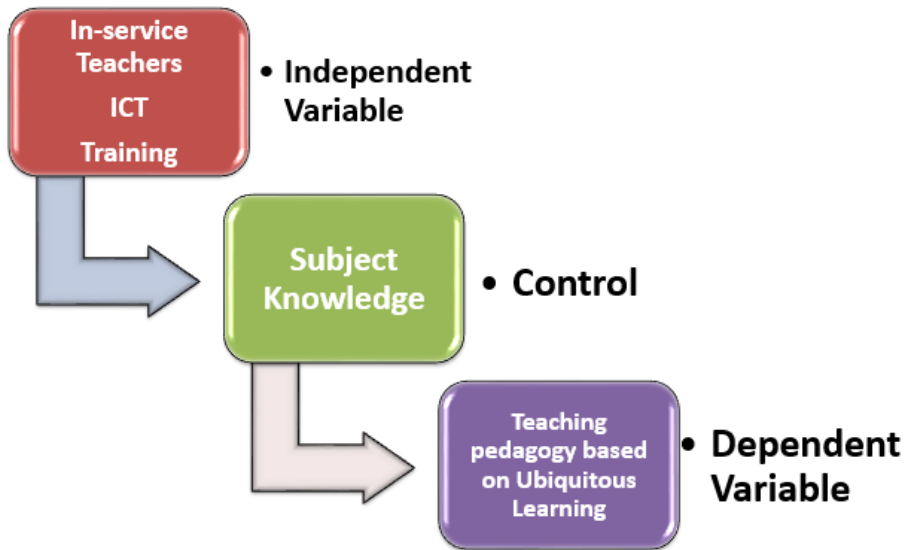 In-service
Teachers
ICT
Training
• Independent
Variable
Subject
Knowledge
• Control
Teaching
pedagogy based
on Ubiquitous
Learning
• Dependent
Variable